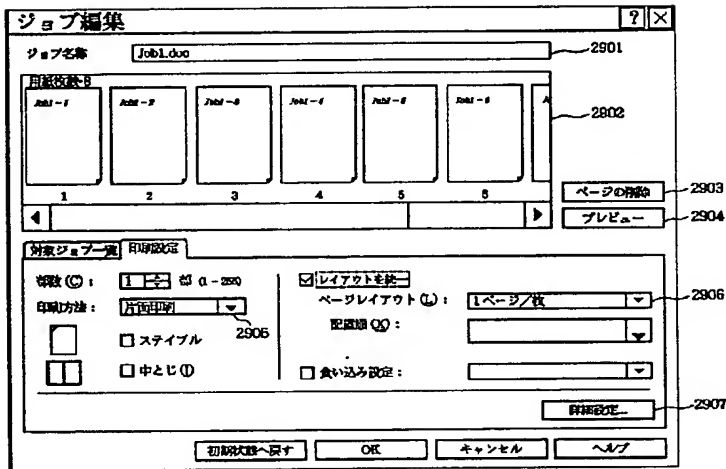 ジョブ編集 ? ×
ジョブ名称 Job1.doc 2901
用紙枚数-8
Job1-1 Job1-2 Job1-3 Job1-4 Job1-5 Job1-6 2902
1 2 3 4 5 6
ページの削除 2903
プレビュー 2904
対象ジョブ一覧 印刷設定
部数(C): 1 部 (1-255)
レイアウトを統一
ページレイアウト(L): 1ページ/枚 2906
印刷方法: 片面印刷 2905
配置順(X):
ステイプル
中とじ(I)
食い込み設定:
詳細設定... 2907
初期状態へ戻す OK キャンセル ヘルプ